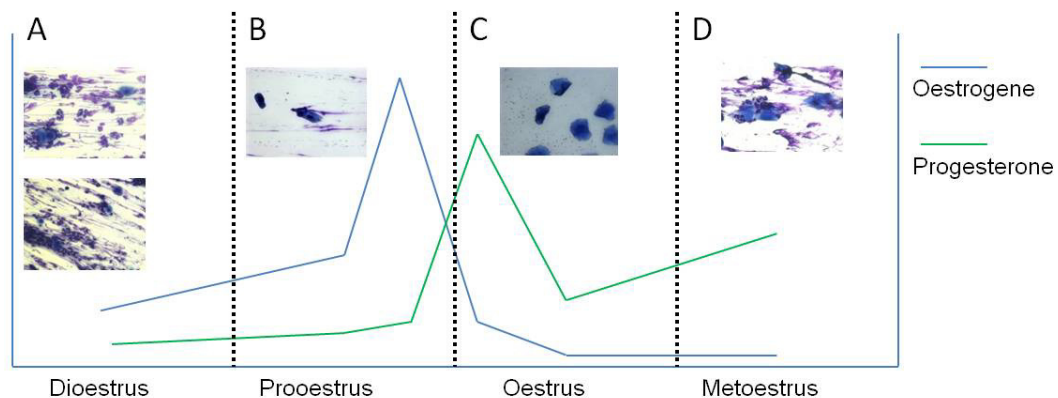 A
B
C
D
Oestrogene
Progesterone
Dioestrus
Prooestrus
Oestrus
Metoestrus